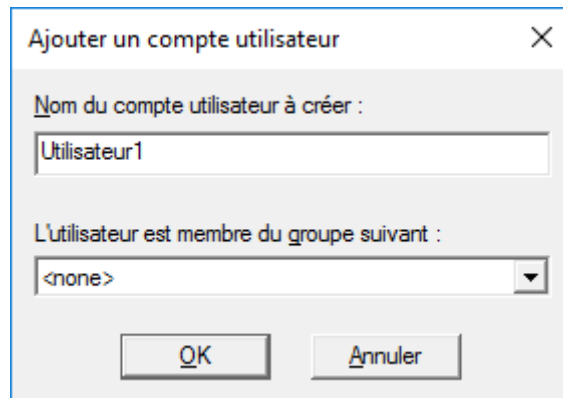 Ajouter un compte utilisateur
Nom du compte utilisateur à créer :
Utilisateur1
L'utilisateur est membre du groupe suivant :
<none>
OK
Annuler